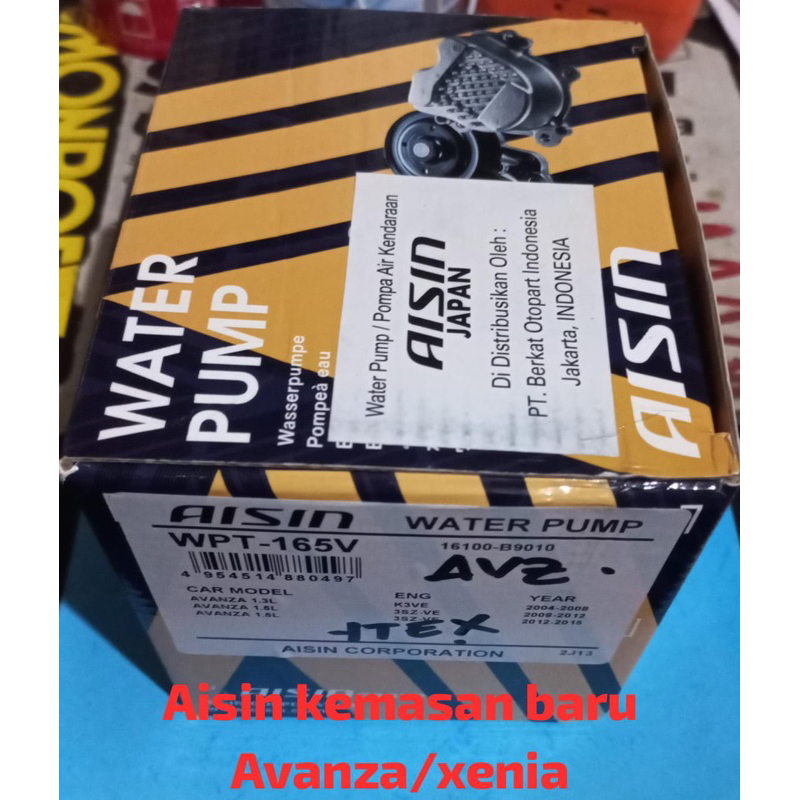 WATER
PUMP
Wasserpumpe
Pompeà eau
Water Pump / Pompa Air Kendaraan
AISIN
JAPAN
Di Distribusikan Oleh :
PT. Berkat Otopart Indonesia
Jakarta, INDONESIA
AISIN
AISIN WATER PUMP
WPT-165V 16100-B9010
4 954514 880497
AVZ.
CAR MODEL ENG YEAR
AVANZA 1.3L K3VE 2004-2008
AVANZA 1.5L 3SZ-VE 2008-2012
AVANZA 1.5L 3SZ-VE 2012-2015
ITEX
AISIN CORPORATION 2J13
AISIN
Aisin kemasan baru
Avanza/xenia